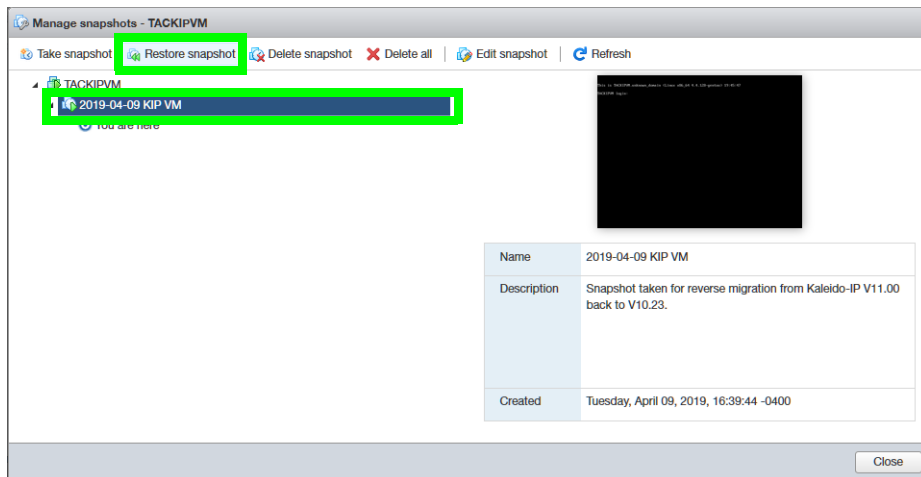 Manage snapshots - TACKIPVM
Take snapshot Restore snapshot Delete snapshot Delete all Edit snapshot Refresh
TACKIPVM
2019-04-09 KIP VM
You are here
TACKIPVM login:
Name 2019-04-09 KIP VM
Description Snapshot taken for reverse migration from Kaleido-IP V11.00
back to V10.23.
Created Tuesday, April 09, 2019, 16:39:44 -0400
Close